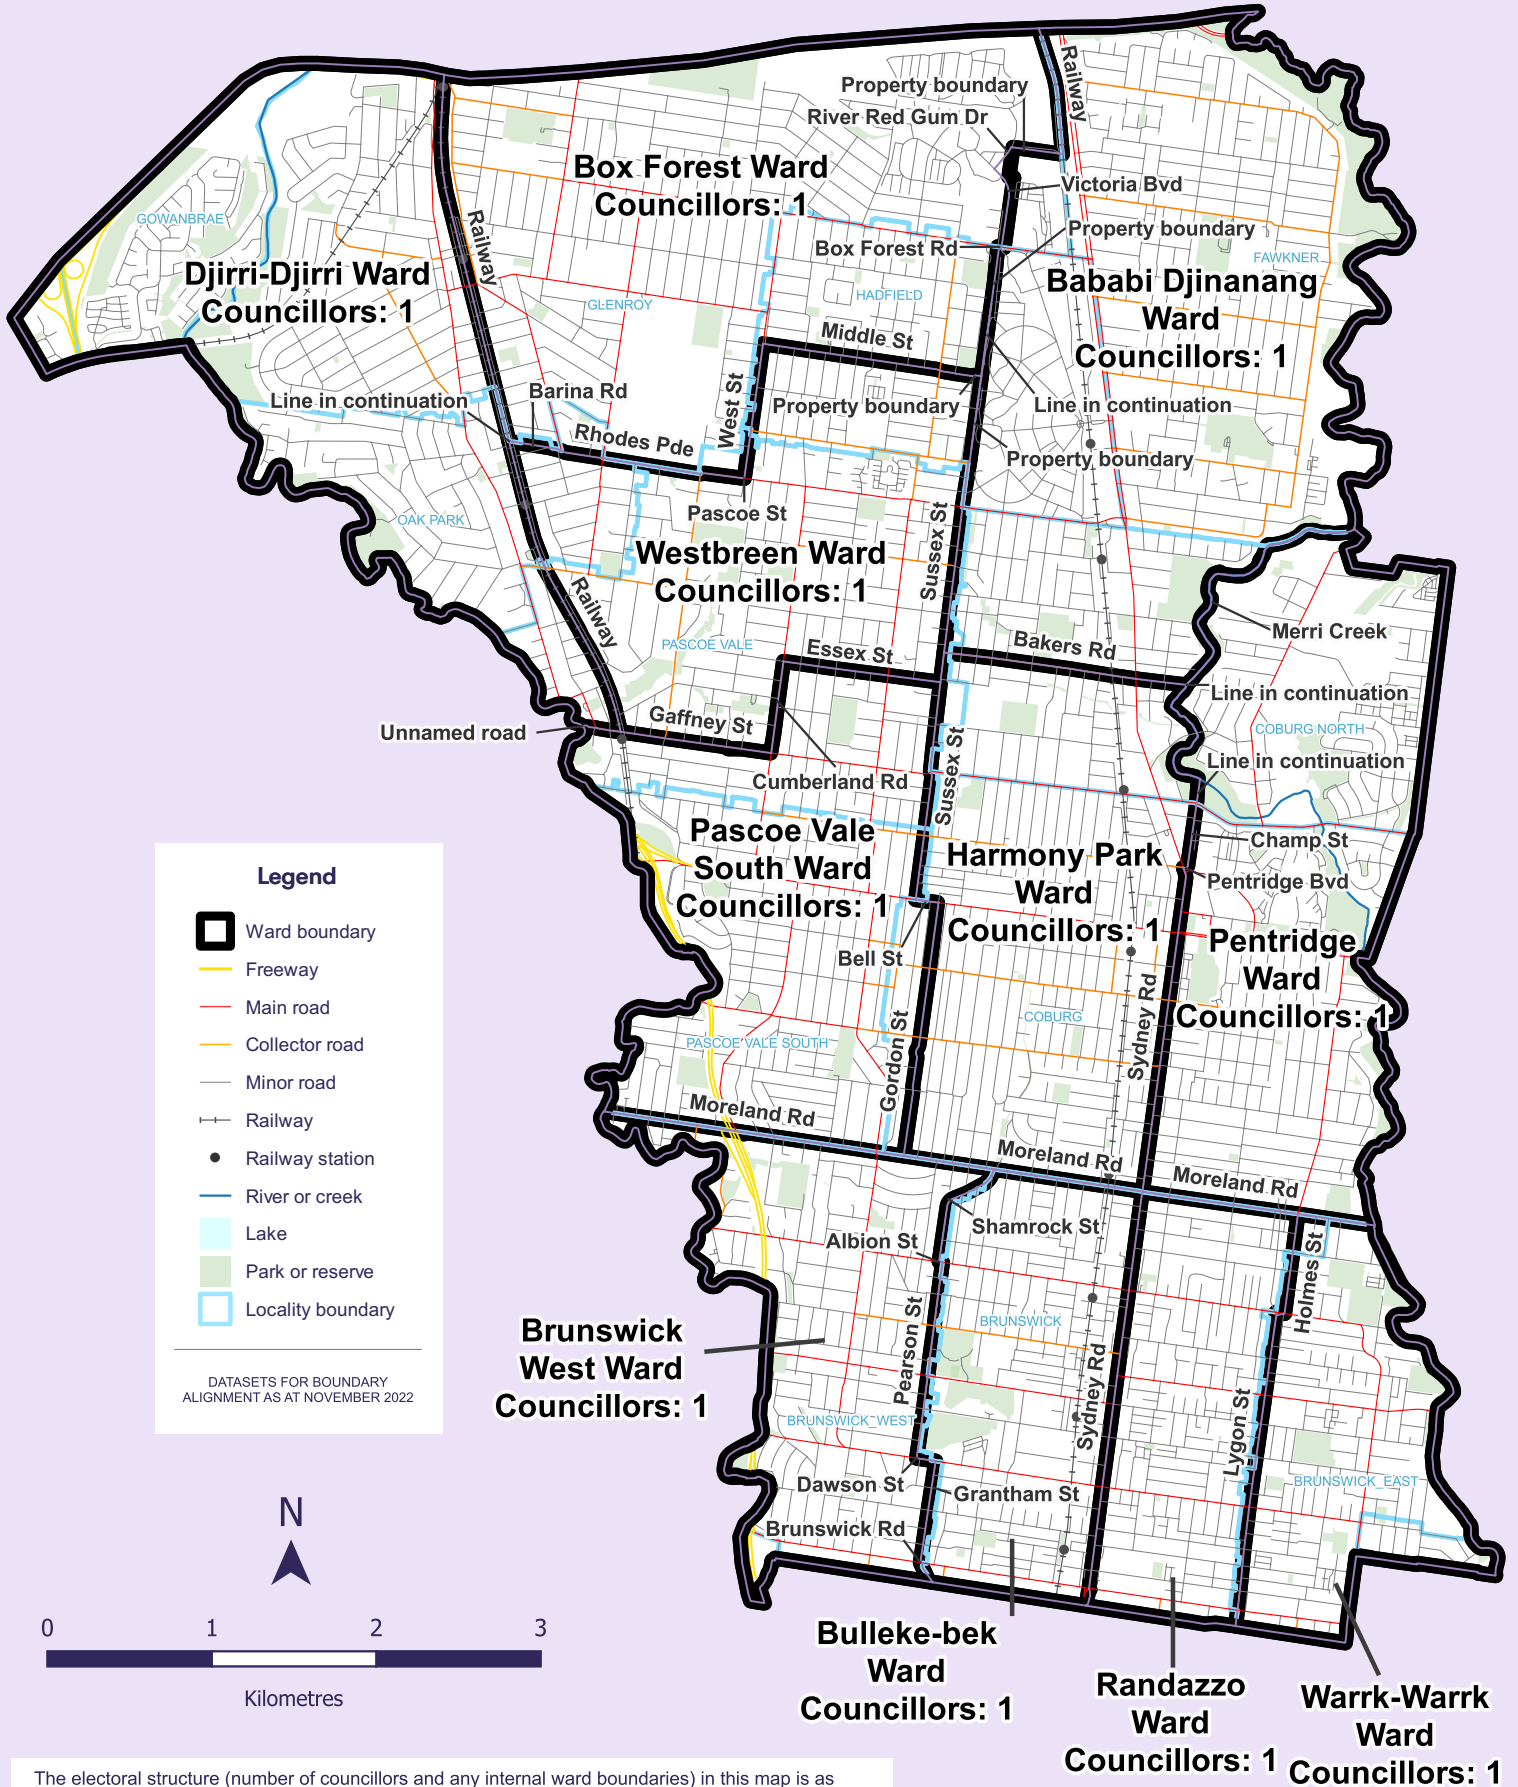 Property boundary
River Red Gum Dr
Railway
Box Forest Ward
Councillors: 1
Victoria Bvd
GOWANBRAE
Railway
Property boundary
Box Forest Rd
FAWKNER
Djirri-Djirri Ward
Councillors: 1
GLENROY
HADFIELD
Bababi Djinanang
Ward
Councillors: 1
Middle St
Line in continuation
Barina Rd
West St
Property boundary
Line in continuation
Rhodes Pde
Property boundary
Pascoe St
OAK PARK
Westbreen Ward
Councillors: 1
Sussex St
Railway
Merri Creek
PASCOE VALE
Essex St
Bakers Rd
Line in continuation
Unnamed road
Gaffney St
COBURG NORTH
Sussex St
Line in continuation
Cumberland Rd
Pascoe Vale
South Ward
Councillors: 1
Harmony Park
Ward
Councillors: 1
Champ St
Pentridge Bvd
Bell St
Pentridge
Ward
Councillors: 1
Sydney Rd
COBURG
PASCOE VALE SOUTH
Gordon St
Moreland Rd
Moreland Rd
Moreland Rd
Shamrock St
Albion St
Holmes St
Pearson St
BRUNSWICK
Brunswick
West Ward
Councillors: 1
Sydney Rd
BRUNSWICK_WEST
Lygon St
Dawson St
Grantham St
BRUNSWICK_EAST
Brunswick Rd
Bulleke-bek
Ward
Councillors: 1
Randazzo
Ward
Councillors: 1
Warrk-Warrk
Ward
Councillors: 1
Legend
Ward boundary
Freeway
Main road
Collector road
Minor road
Railway
Railway station
River or creek
Lake
Park or reserve
Locality boundary
DATASETS FOR BOUNDARY
ALIGNMENT AS AT NOVEMBER 2022
N
0 1 2 3
Kilometres
The electoral structure (number of councillors and any internal ward boundaries) in this map is as